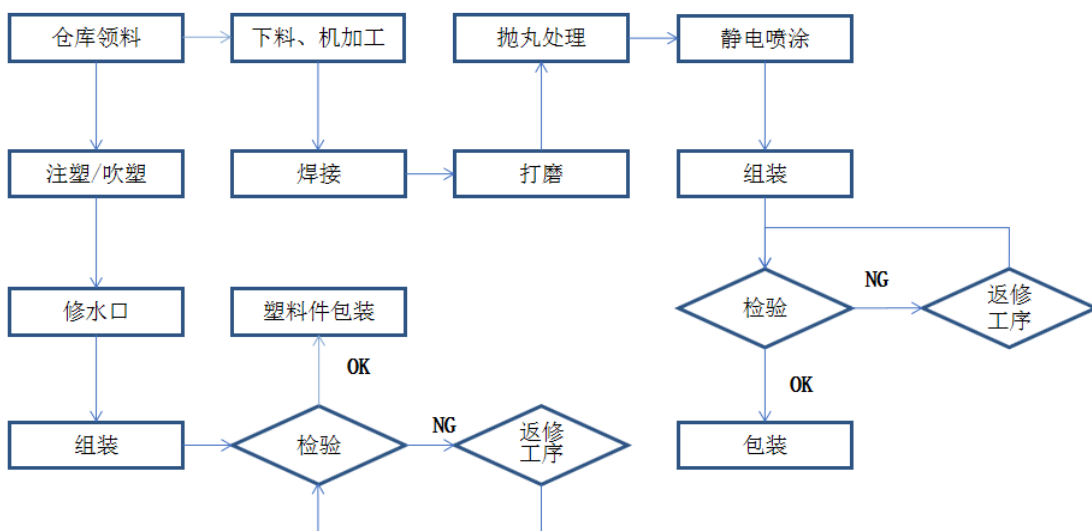 仓库领料
下料、机加工
抛丸处理
静电喷涂
注塑/吹塑
焊接
打磨
组装
修水口
塑料件包装
检验
NG
返修
工序
OK
OK
组装
检验
NG
返修
工序
包装